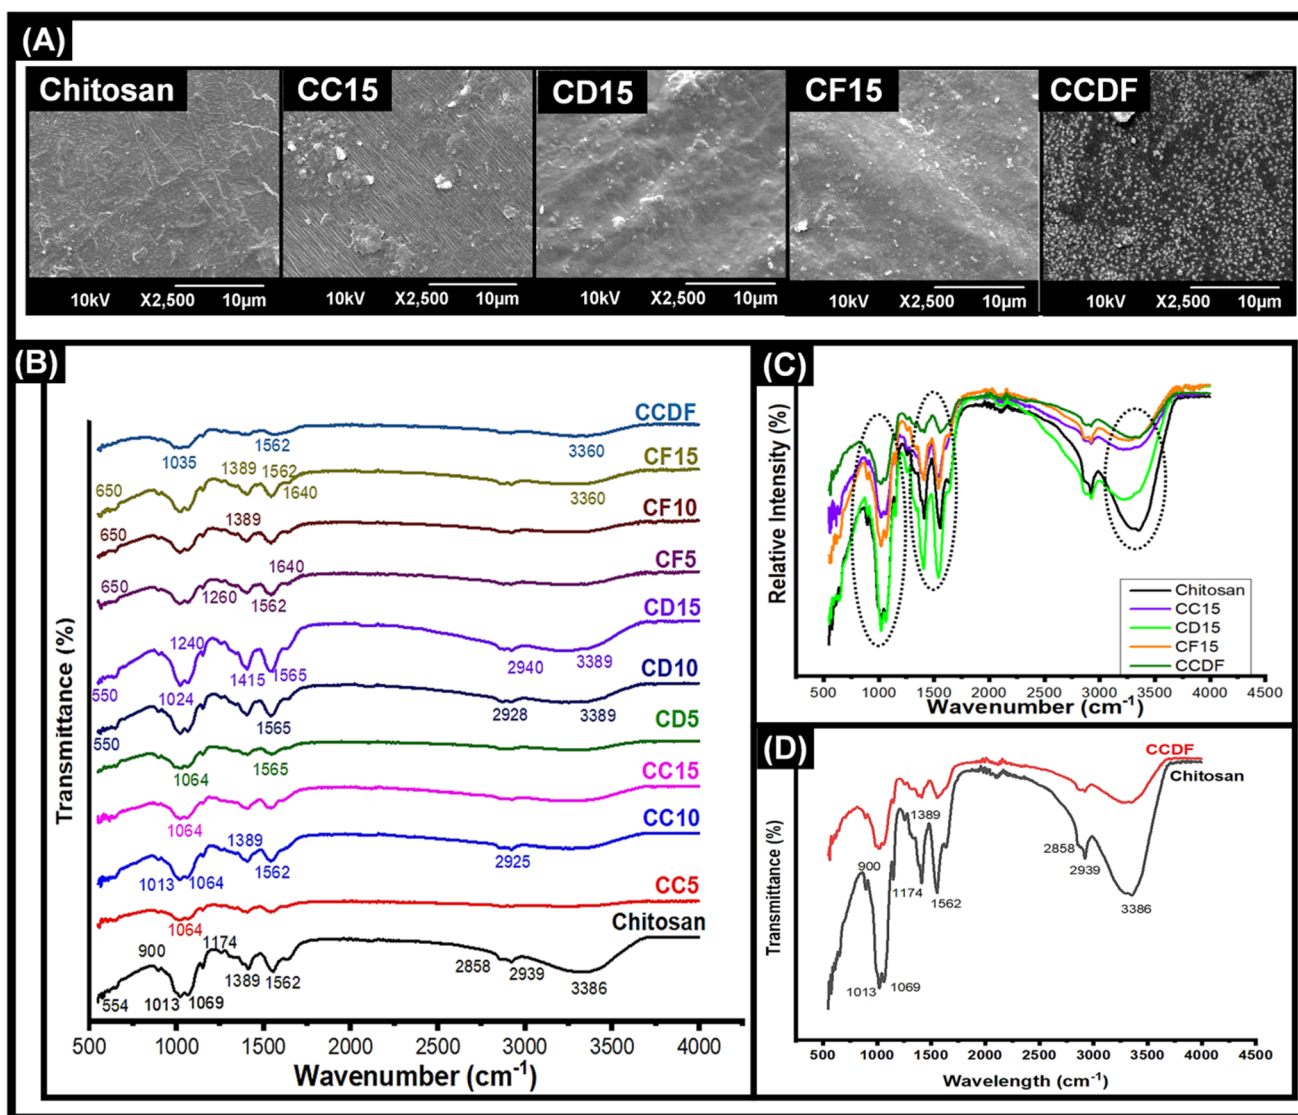 (A)
Chitosan
CC15
CD15
CF15
CCDF
10kV X2,500 10μm
10kV X2,500 10μm
10kV X2,500 10μm
10kV X2,500 10μm
10kV X2,500 10μm
(B)
Transmittance (%)
CCDF
1035
1562
3360
CF15
650
1389
1562
1640
3360
CF10
650
1389
CF5
650
1260
1562
1640
CD15
550
1024
1240
1415
1565
2940
3389
CD10
550
1565
2928
3389
CD5
1064
1565
CC15
1064
CC10
1013
1064
1389
1562
2925
CC5
1064
Chitosan
554
900
1013
1069
1174
1389
1562
2858
2939
3386
500 1000 1500 2000 2500 3000 3500 4000
Wavenumber (cm⁻¹)
(C)
Relative Intensity (%)
Chitosan
CC15
CD15
CF15
CCDF
500 1000 1500 2000 2500 3000 3500 4000 4500
Wavenumber (cm⁻¹)
(D)
Transmittance (%)
CCDF
Chitosan
1389
900
1174
1562
1013
1069
2858
2939
3386
500 1000 1500 2000 2500 3000 3500 4000 4500
Wavelength (cm⁻¹)